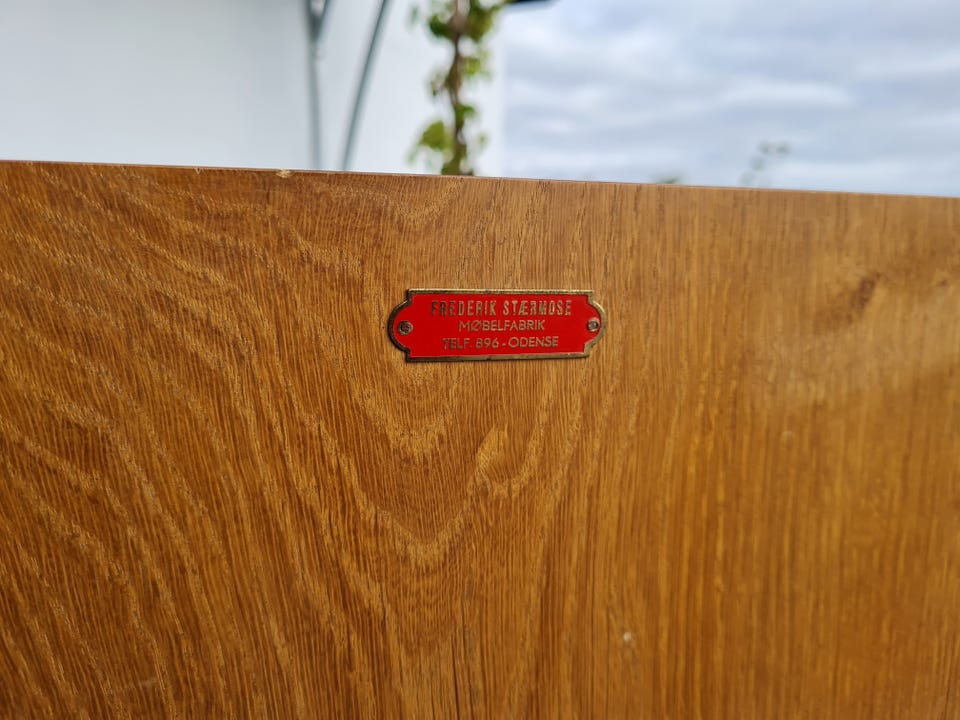 FREDERIK STÆRMOSE
MØBELFABRIK
TELF. 896 - ODENSE